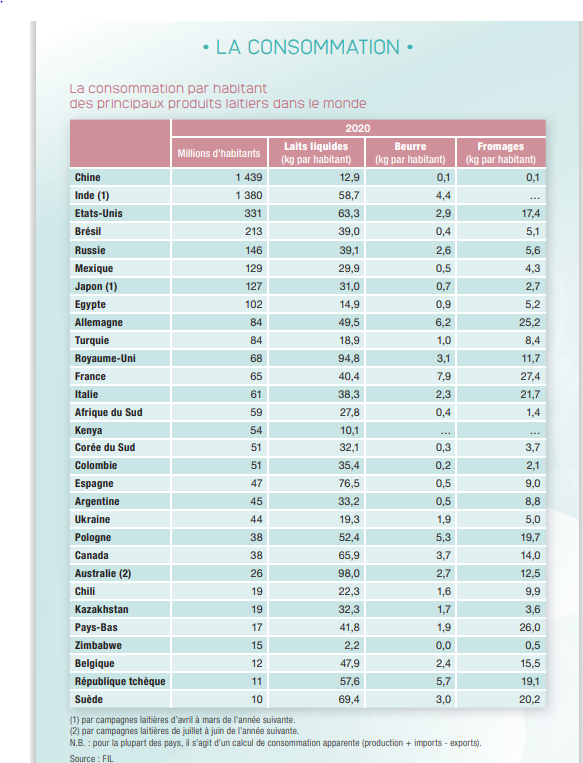 • LA CONSOMMATION •
La consommation par habitant
des principaux produits laitiers dans le monde
2020
Millions d'habitants Laits liquides (kg par habitant) Beurre (kg par habitant) Fromages (kg par habitant)
Chine 1 439 12,9 0,1 0,1
Inde (1) 1 380 58,7 4,4 ...
Etats-Unis 331 63,3 2,9 17,4
Brésil 213 39,0 0,4 5,1
Russie 146 39,1 2,6 5,6
Mexique 129 29,9 0,5 4,3
Japon (1) 127 31,0 0,7 2,7
Egypte 102 14,9 0,9 5,2
Allemagne 84 49,5 6,2 25,2
Turquie 84 18,9 1,0 8,4
Royaume-Uni 68 94,8 3,1 11,7
France 65 40,4 7,9 27,4
Italie 61 38,3 2,3 21,7
Afrique du Sud 59 27,8 0,4 1,4
Kenya 54 10,1 ... ...
Corée du Sud 51 32,1 0,3 3,7
Colombie 51 35,4 0,2 2,1
Espagne 47 76,5 0,5 9,0
Argentine 45 33,2 0,5 8,8
Ukraine 44 19,3 1,9 5,0
Pologne 38 52,4 5,3 19,7
Canada 38 65,9 3,7 14,0
Australie (2) 26 98,0 2,7 12,5
Chili 19 22,3 1,6 9,9
Kazakhstan 19 32,3 1,7 3,6
Pays-Bas 17 41,8 1,9 26,0
Zimbabwe 15 2,2 0,0 0,5
Belgique 12 47,9 2,4 15,5
République tchèque 11 57,6 5,7 19,1
Suède 10 69,4 3,0 20,2
(1) par campagnes laitières d'avril à mars de l'année suivante.
(2) par campagnes laitières de juillet à juin de l'année suivante.
N.B. : pour la plupart des pays, il s'agit d'un calcul de consommation apparente (production + imports - exports).
Source : FIL